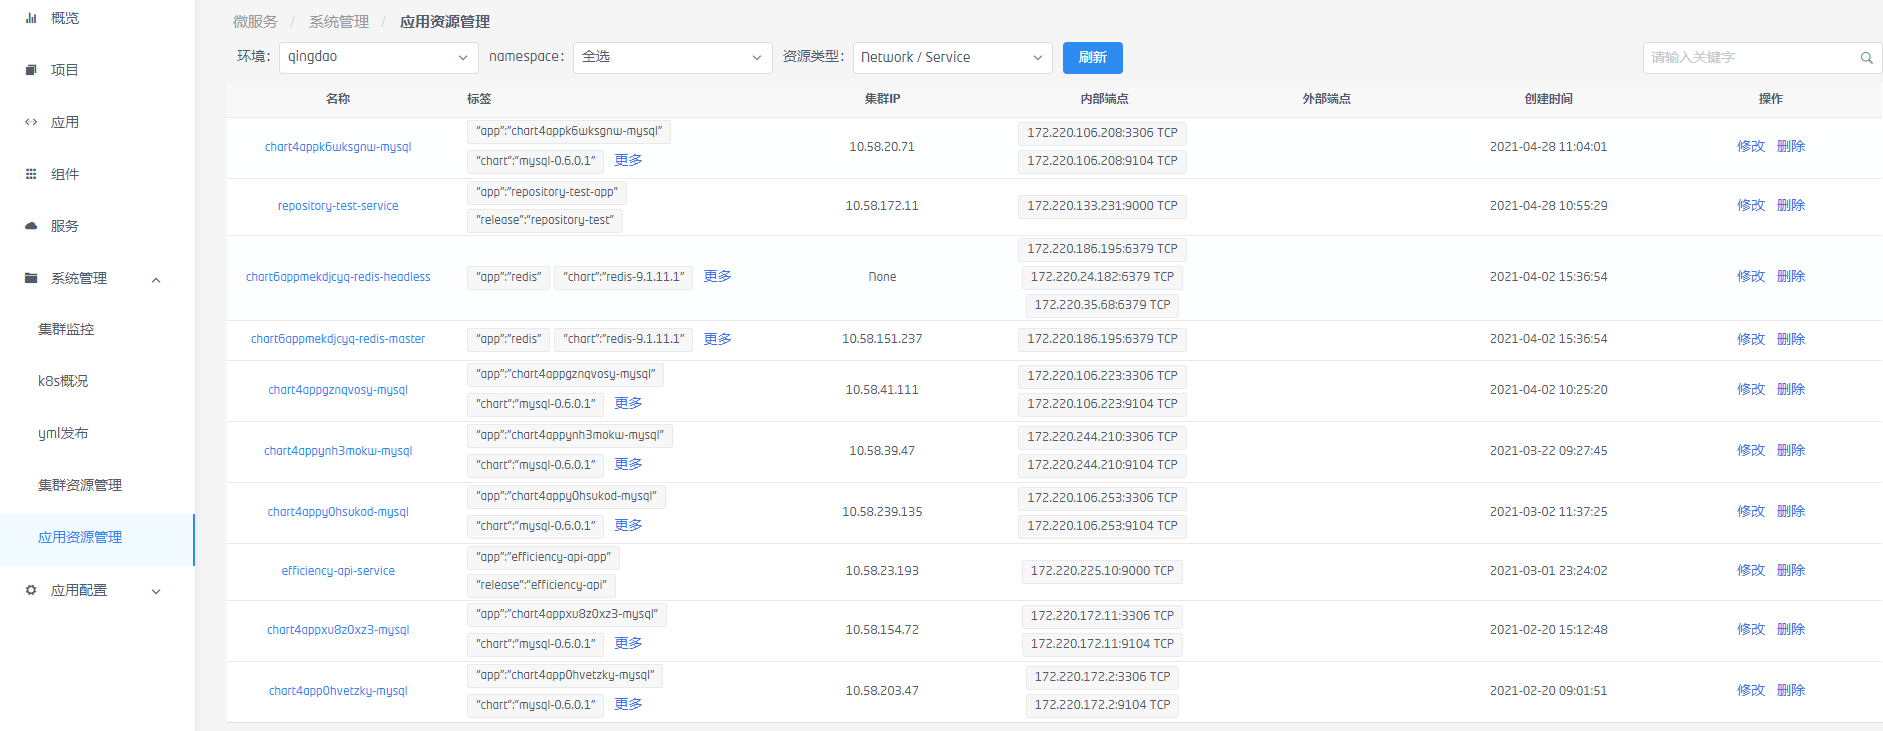 概览
项目
应用
组件
服务
系统管理
集群监控
k8s概况
yml发布
集群资源管理
应用资源管理
应用配置
微服务 / 系统管理 / 应用资源管理
环境: qingdao namespace: 全选 资源类型: Network / Service 刷新 请输入关键字
名称 标签 集群IP 内部端点 外部端点 创建时间 操作
"app":"chart4appk6wksgnw-mysql" 172.220.106.208:3306 TCP
chart4appk6wksgnw-mysql 10.58.20.71 2021-04-28 11:04:01 修改 删除
"chart":"mysql-0.6.0.1" 更多 172.220.106.208:9104 TCP
"app":"repository-test-app"
repository-test-service 10.58.172.11 172.220.133.231:9000 TCP 2021-04-28 10:55:29 修改 删除
"release":"repository-test"
172.220.186.195:6379 TCP
chart6appmekdjcyq-redis-headless "app":"redis" "chart":"redis-9.1.11.1" 更多 None 172.220.24.182:6379 TCP 2021-04-02 15:36:54 修改 删除
172.220.35.68:6379 TCP
chart6appmekdjcyq-redis-master "app":"redis" "chart":"redis-9.1.11.1" 更多 10.58.151.237 172.220.186.195:6379 TCP 2021-04-02 15:36:54 修改 删除
"app":"chart4appgznqvosy-mysql" 172.220.106.223:3306 TCP
chart4appgznqvosy-mysql 10.58.41.111 2021-04-02 10:25:20 修改 删除
"chart":"mysql-0.6.0.1" 更多 172.220.106.223:9104 TCP
"app":"chart4appynh3mokw-mysql" 172.220.244.210:3306 TCP
chart4appynh3mokw-mysql 10.58.39.47 2021-03-22 09:27:45 修改 删除
"chart":"mysql-0.6.0.1" 更多 172.220.244.210:9104 TCP
"app":"chart4appy0hsukod-mysql" 172.220.106.253:3306 TCP
chart4appy0hsukod-mysql 10.58.239.135 2021-03-02 11:37:25 修改 删除
"chart":"mysql-0.6.0.1" 更多 172.220.106.253:9104 TCP
"app":"efficiency-api-app"
efficiency-api-service 10.58.23.193 172.220.225.10:9000 TCP 2021-03-01 23:24:02 修改 删除
"release":"efficiency-api"
"app":"chart4appxu8z0xz3-mysql" 172.220.172.11:3306 TCP
chart4appxu8z0xz3-mysql 10.58.154.72 2021-02-20 15:12:48 修改 删除
"chart":"mysql-0.6.0.1" 更多 172.220.172.11:9104 TCP
"app":"chart4app0hvetzky-mysql" 172.220.172.2:3306 TCP
chart4app0hvetzky-mysql 10.58.203.47 2021-02-20 09:01:51 修改 删除
"chart":"mysql-0.6.0.1" 更多 172.220.172.2:9104 TCP